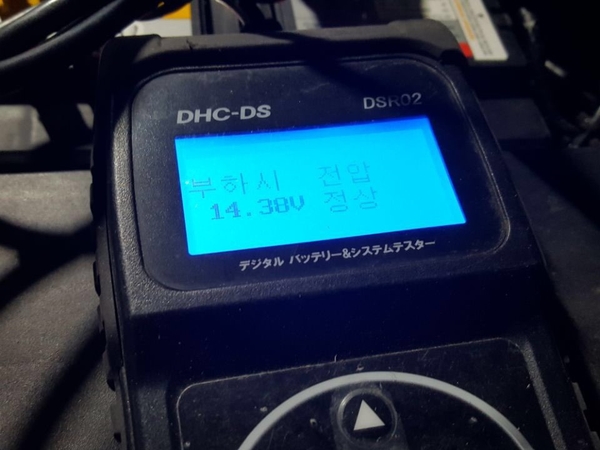 DHC-DS DSR02
부하시 전압
14.38V 정상
デジタル バッテリー&システムテスター